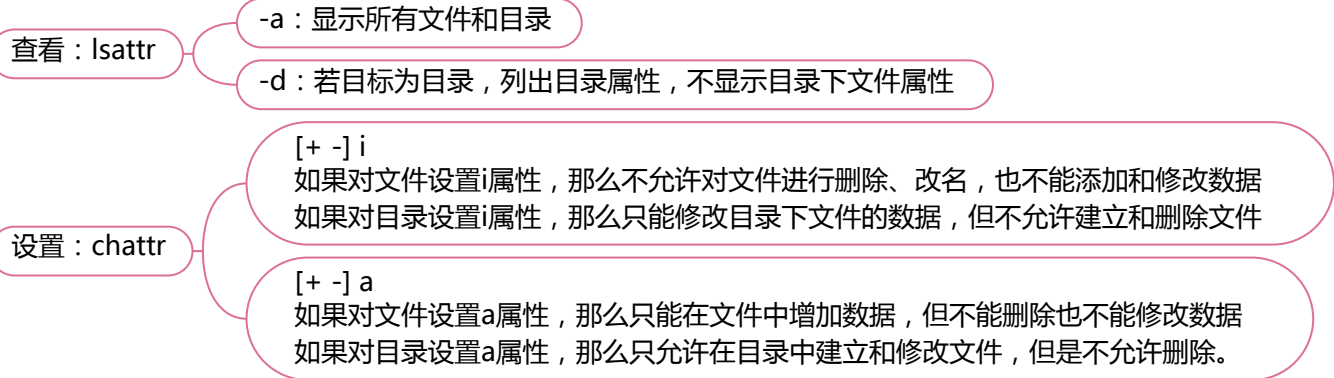 查看：lsattr
-a：显示所有文件和目录
-d：若目标为目录，列出目录属性，不显示目录下文件属性
设置：chattr
[+ -] i
如果对文件设置i属性，那么不允许对文件进行删除、改名，也不能添加和修改数据
如果对目录设置i属性，那么只能修改目录下文件的数据，但不允许建立和删除文件
[+ -] a
如果对文件设置a属性，那么只能在文件中增加数据，但不能删除也不能修改数据
如果对目录设置a属性，那么只允许在目录中建立和修改文件，但是不允许删除。